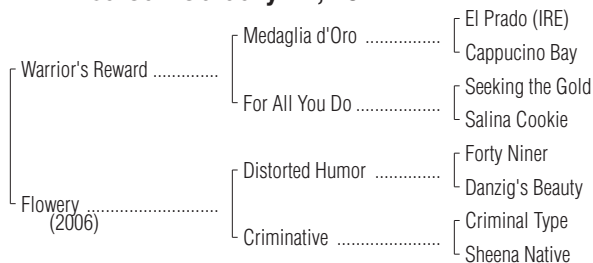 El Prado (IRE)
Medaglia d'Oro ................
Cappucino Bay
Warrior's Reward ..............
Seeking the Gold
For All You Do ..................
Salina Cookie
Forty Niner
Distorted Humor ..............
Danzig's Beauty
Flowery ............................
(2006)
Criminal Type
Criminative ......................
Sheena Native